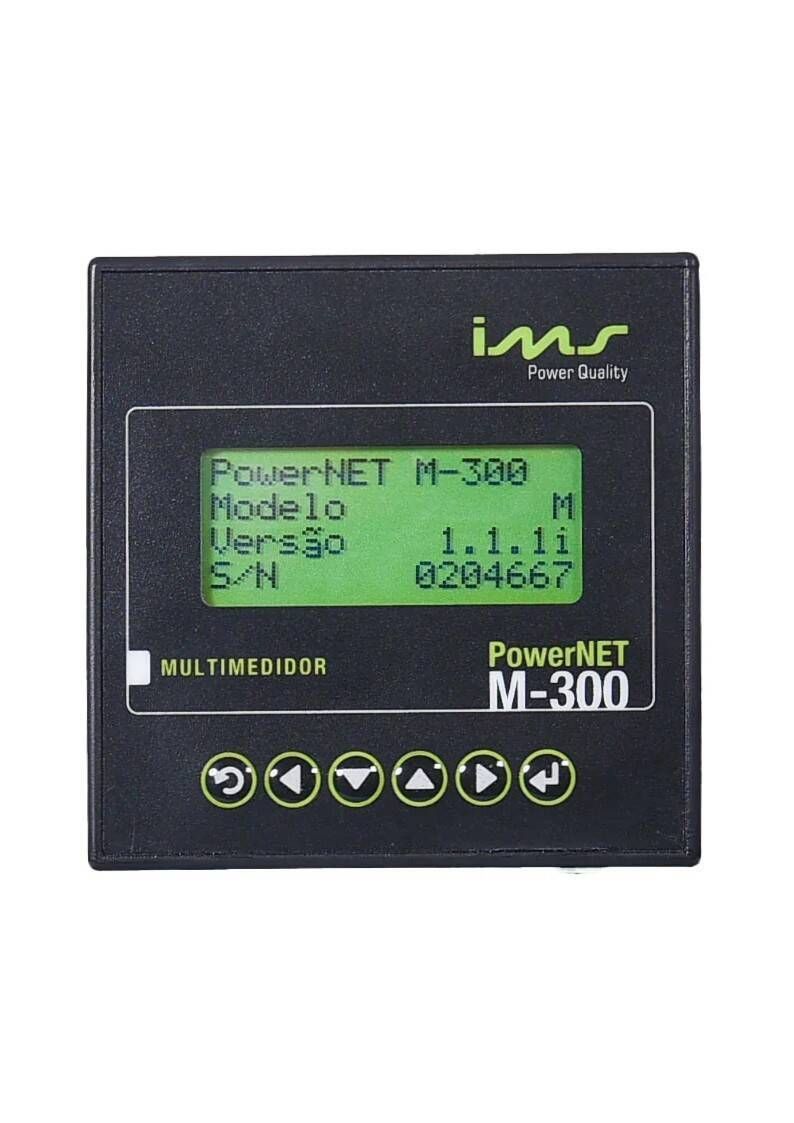 ims
Power Quality
PowerNET M-300
Modelo M
Versão 1.1.1i
S/N 0204667
MULTIMEDIDOR
PowerNET
M-300